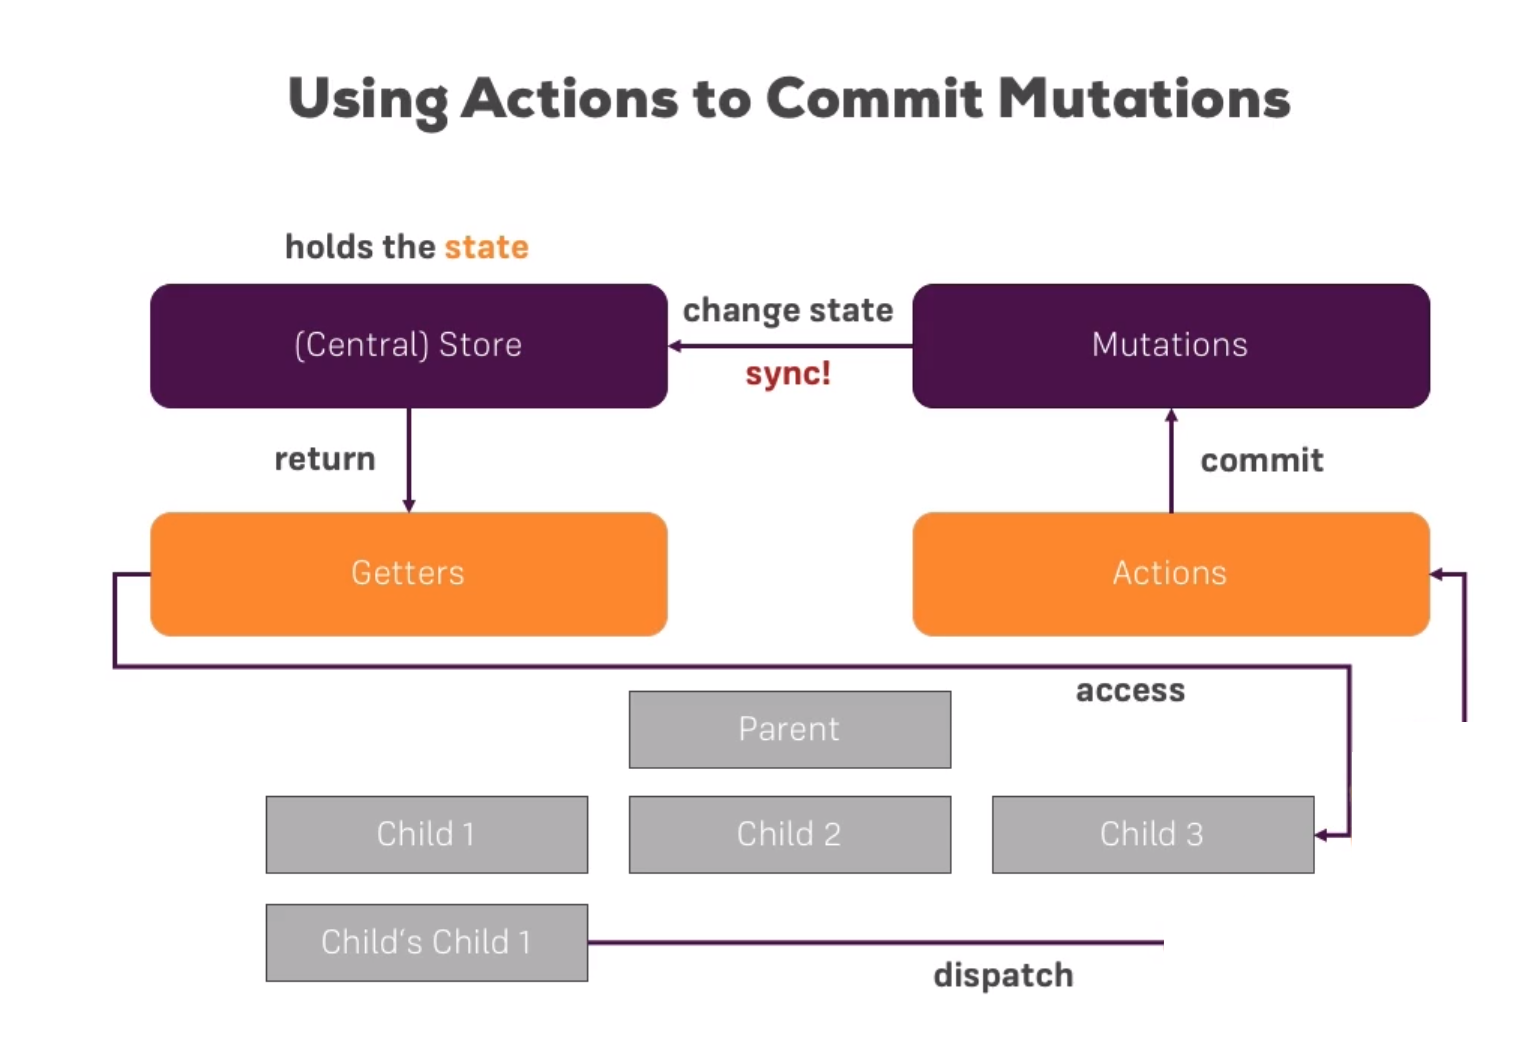 Using Actions to Commit Mutations
holds the state
(Central) Store
change state
sync!
Mutations
return
commit
Getters
Actions
access
Parent
Child 1
Child 2
Child 3
Child’s Child 1
dispatch